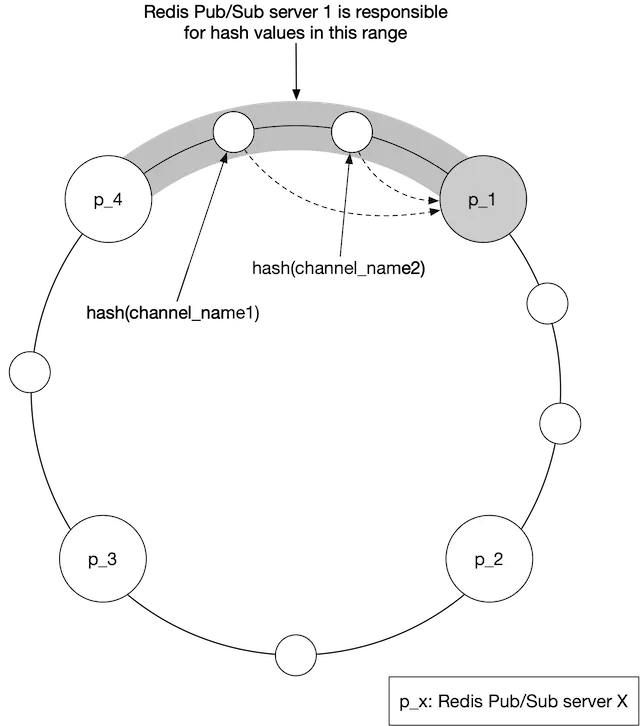 Redis Pub/Sub server 1 is responsible
for hash values in this range
p_4
p_1
hash(channel_name2)
hash(channel_name1)
p_3
p_2
p_x: Redis Pub/Sub server X